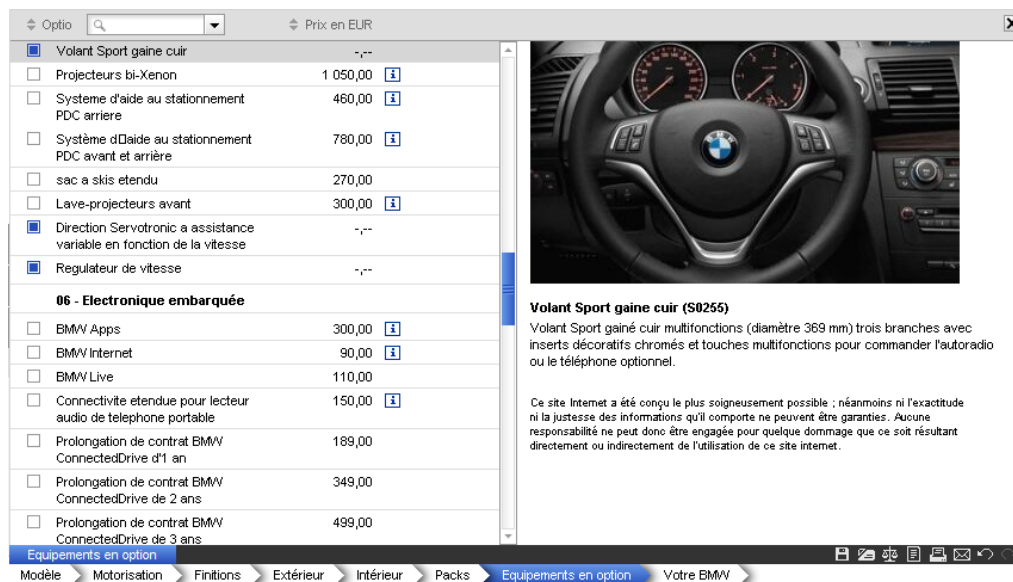 Optio
Prix en EUR
Volant Sport gaine cuir -,--
Projecteurs bi-Xenon 1 050,00 i
Systeme d'aide au stationnement 460,00 i
PDC arriere
Système d□aide au stationnement 780,00 i
PDC avant et arrière
sac a skis etendu 270,00
Lave-projecteurs avant 300,00 i
Direction Servotronic a assistance -,--
variable en fonction de la vitesse
Regulateur de vitesse -,--
06 - Electronique embarquée
BMW Apps 300,00 i
BMW Internet 90,00 i
BMW Live 110,00
Connectivite etendue pour lecteur 150,00 i
audio de telephone portable
Prolongation de contrat BMW 189,00
ConnectedDrive d'1 an
Prolongation de contrat BMW 349,00
ConnectedDrive de 2 ans
Prolongation de contrat BMW 499,00
ConnectedDrive de 3 ans
BMW
Volant Sport gaine cuir (S0255)
Volant Sport gainé cuir multifonctions (diamètre 369 mm) trois branches avec
inserts décoratifs chromés et touches multifonctions pour commander l'autoradio
ou le téléphone optionnel.
Ce site Internet a été conçu le plus soigneusement possible ; néanmoins ni l'exactitude
ni la justesse des informations qu'il comporte ne peuvent être garanties. Aucune
responsabilité ne peut donc être engagée pour quelque dommage que ce soit résultant
directement ou indirectement de l'utilisation de ce site internet.
Equipements en option
Modèle Motorisation Finitions Extérieur Intérieur Packs Equipements en option Votre BMW